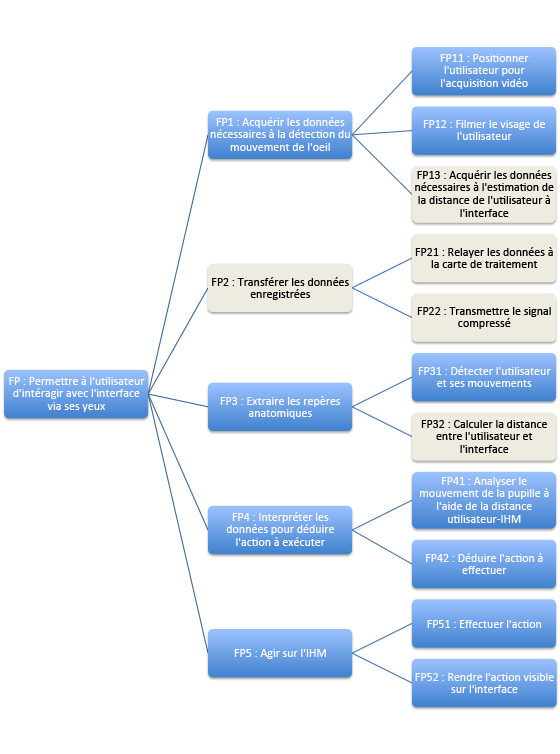 FP : Permettre à l'utilisateur
d'intéragir avec l'interface
via ses yeux
FP1 : Acquérir les données
nécessaires à la détection du
mouvement de l'oeil
FP11 : Positionner
l'utilisateur pour
l'acquisition vidéo
FP12 : Filmer le visage de
l'utilisateur
FP13 : Acquérir les données
nécessaires à l'estimation de
la distance de l'utilisateur à
l'interface
FP2 : Transférer les données
enregistrées
FP21 : Relayer les données à
la carte de traitement
FP22 : Transmettre le signal
compressé
FP3 : Extraire les repères
anatomiques
FP31 : Détecter l'utilisateur
et ses mouvements
FP32 : Calculer la distance
entre l'utilisateur et
l'interface
FP4 : Interpréter les
données pour déduire
l'action à exécuter
FP41 : Analyser le
mouvement de la pupille à
l'aide de la distance
utilisateur-IHM
FP42 : Déduire l'action à
effectuer
FP5 : Agir sur l'IHM
FP51 : Effectuer l'action
FP52 : Rendre l'action visible
sur l'interface